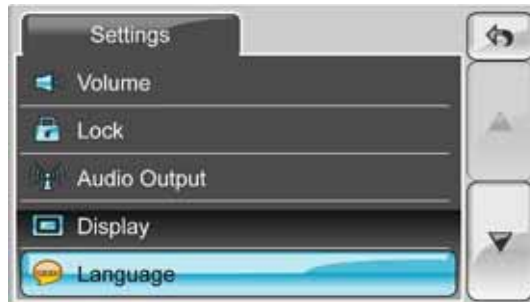 Settings
Volume
Lock
Audio Output
Display
Language